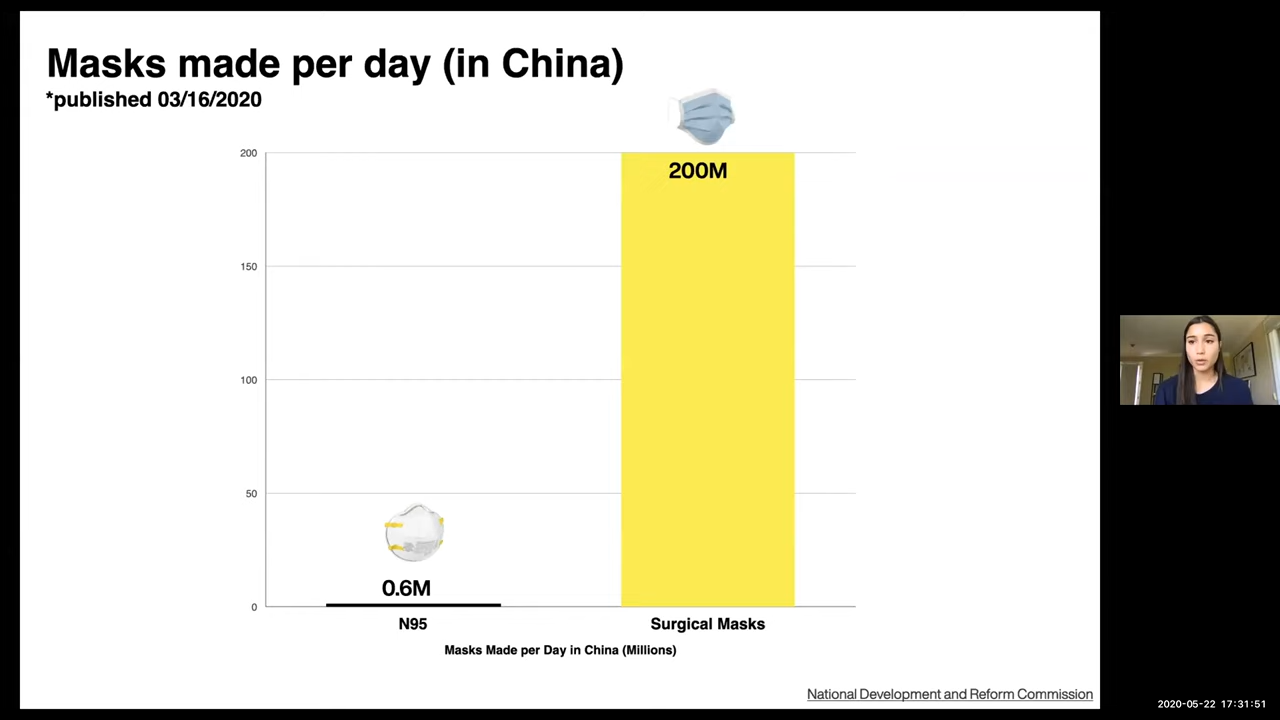 Masks made per day (in China)
*published 03/16/2020
200
200M
150
100
50
0.6M
0
N95
Surgical Masks
Masks Made per Day in China (Millions)
National Development and Reform Commission
2020-05-22 17:31:51